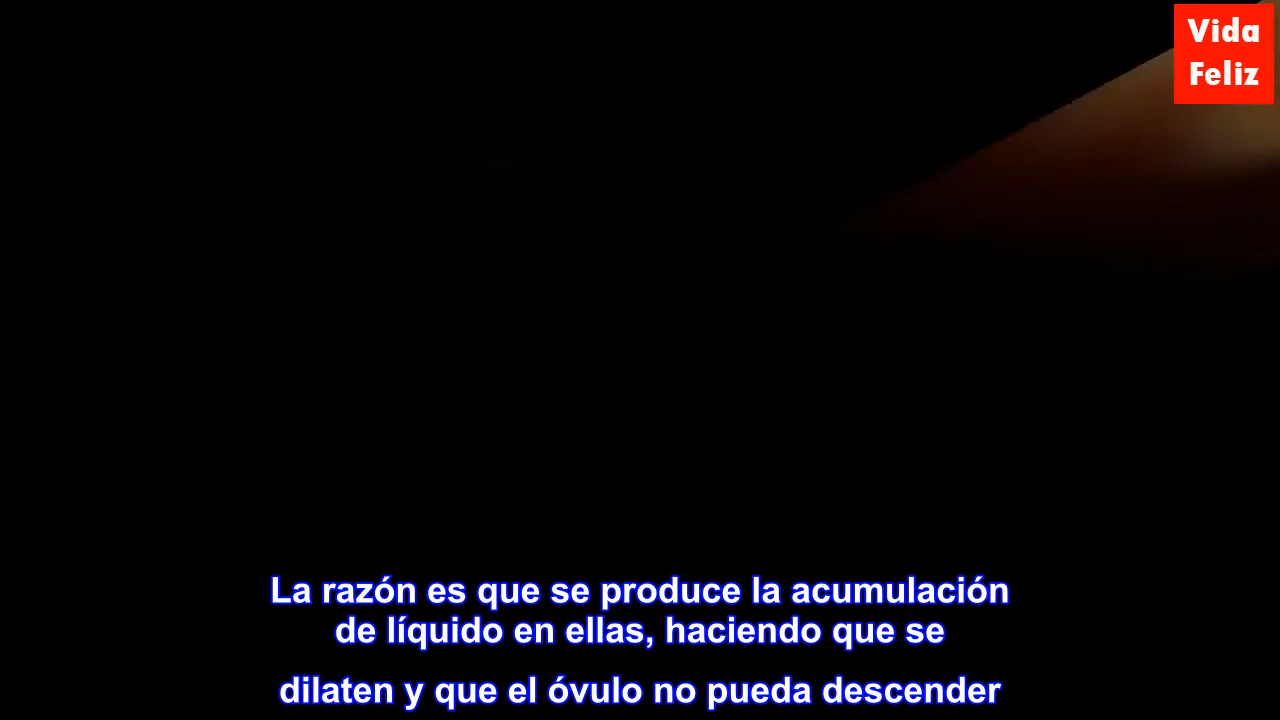 Vida
Feliz
La razón es que se produce la acumulación
de líquido en ellas, haciendo que se
dilaten y que el óvulo no pueda descender